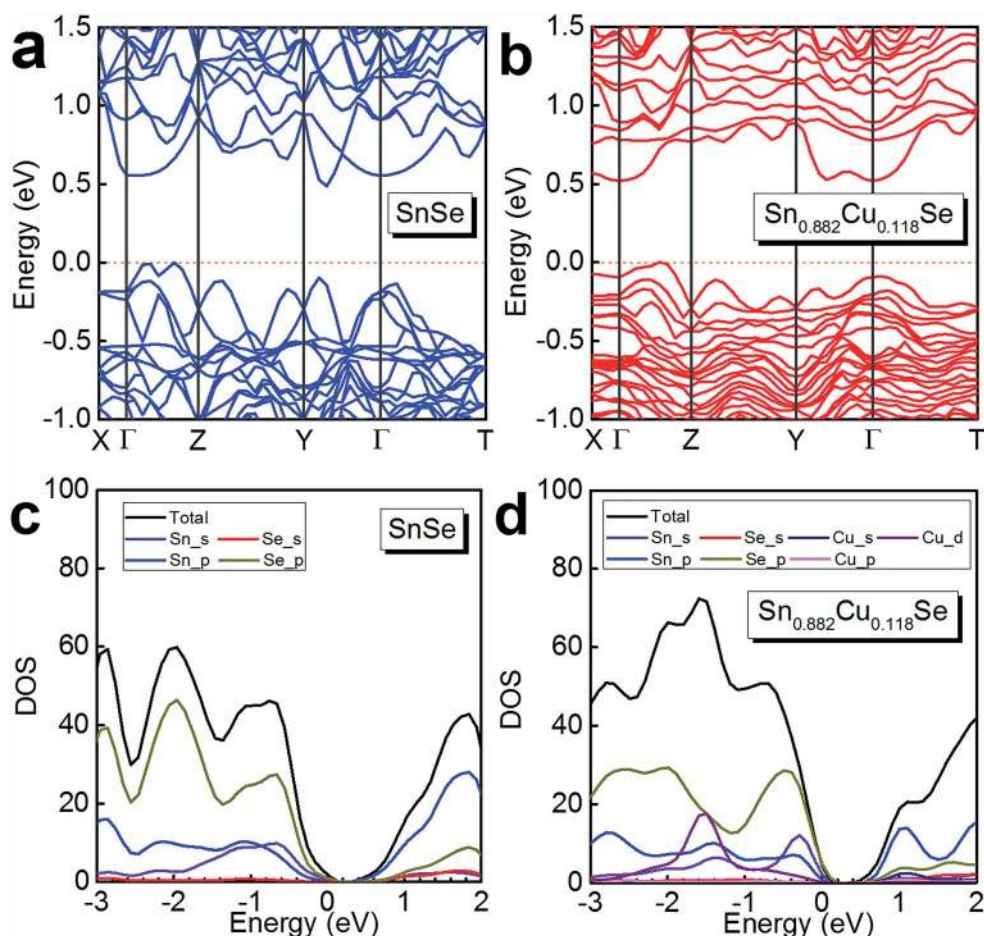 a
1.5
1.0
0.5
0.0
-0.5
-1.0
Energy (eV)
SnSe
X Γ Z Y Γ T
b
1.5
1.0
0.5
0.0
-0.5
-1.0
Energy (eV)
Sn0.882Cu0.118Se
X Γ Z Y Γ T
c
100
80
60
40
20
0
DOS
Total
Sn_s Se_s
Sn_p Se_p
SnSe
-3 -2 -1 0 1 2
Energy (eV)
d
100
80
60
40
20
0
DOS
Total
Sn_s Se_s Cu_s Cu_d
Sn_p Se_p Cu_p
Sn0.882Cu0.118Se
-3 -2 -1 0 1 2
Energy (eV)